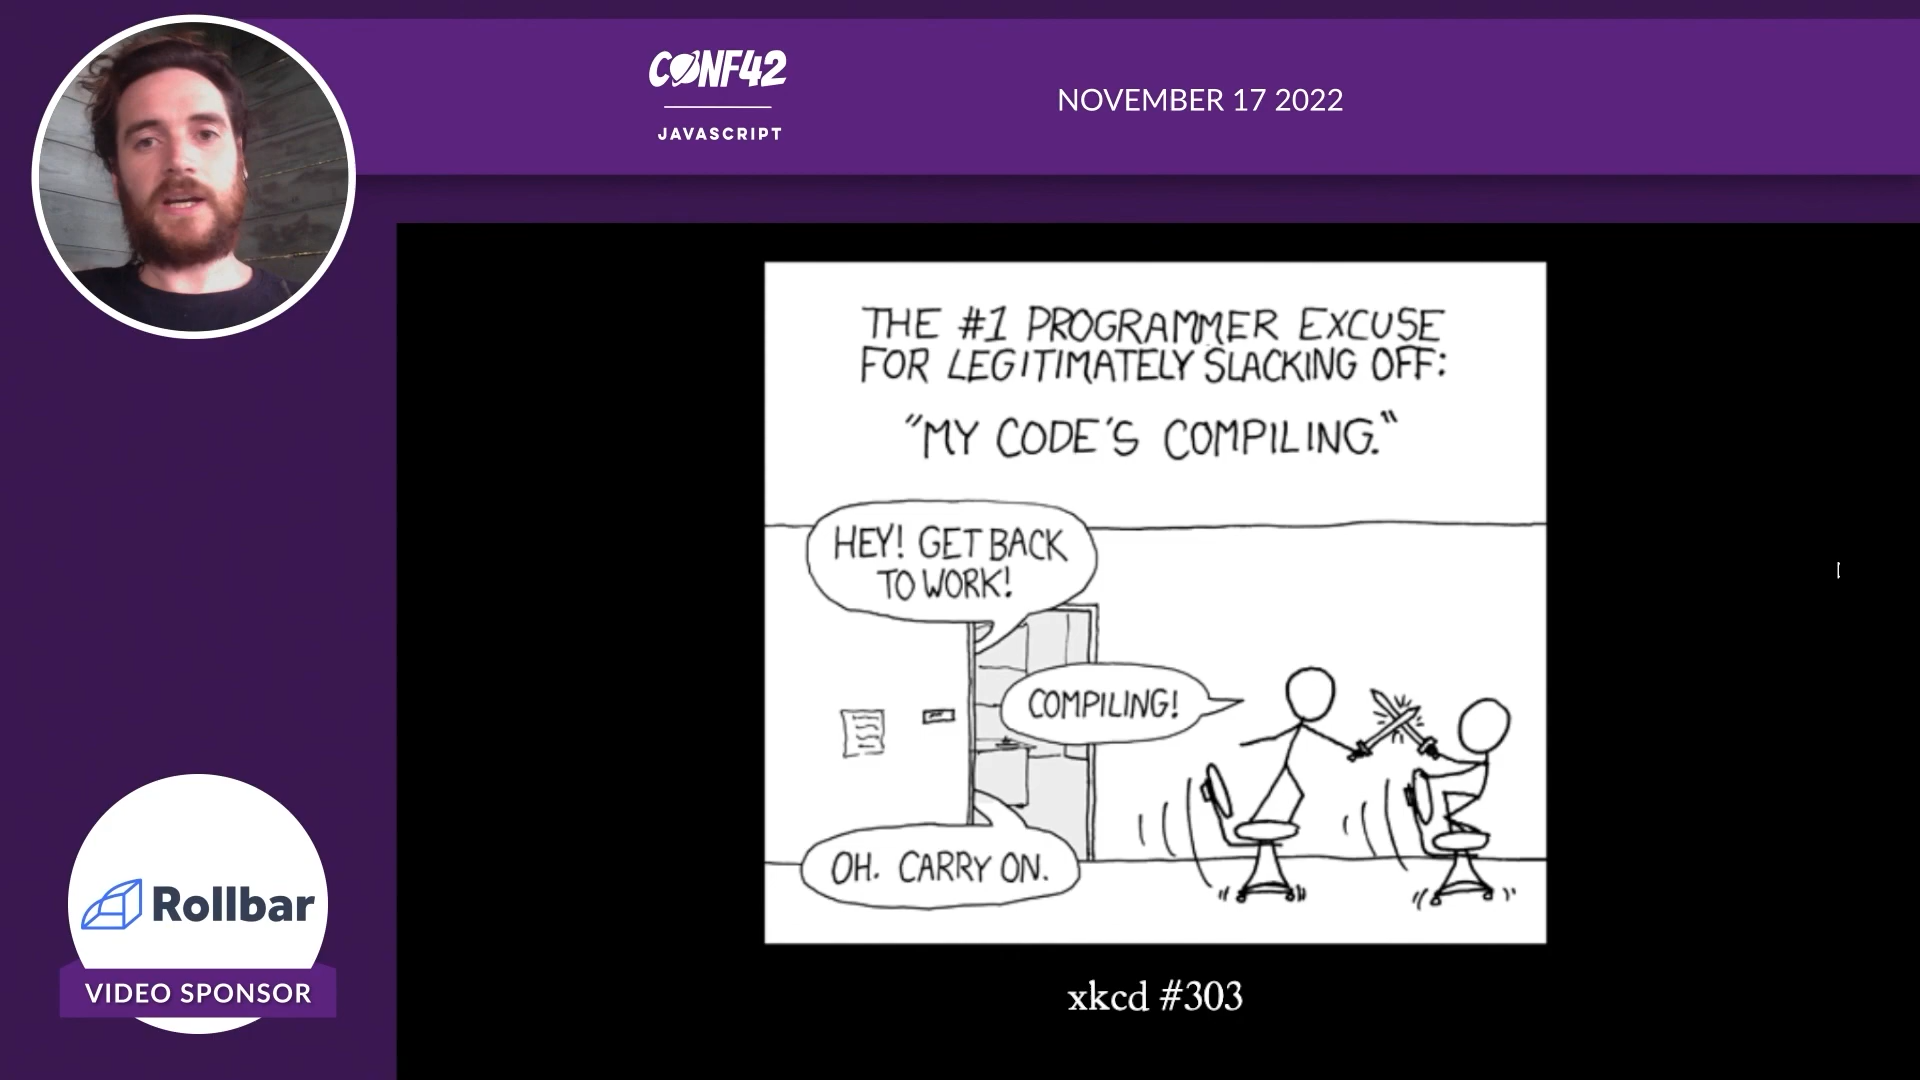 CONF42
JAVASCRIPT
NOVEMBER 17 2022
THE #1 PROGRAMMER EXCUSE
FOR LEGITIMATELY SLACKING OFF:
"MY CODE'S COMPILING."
HEY! GET BACK
TO WORK!
COMPILING!
OH. CARRY ON.
xkcd #303
Rollbar
VIDEO SPONSOR